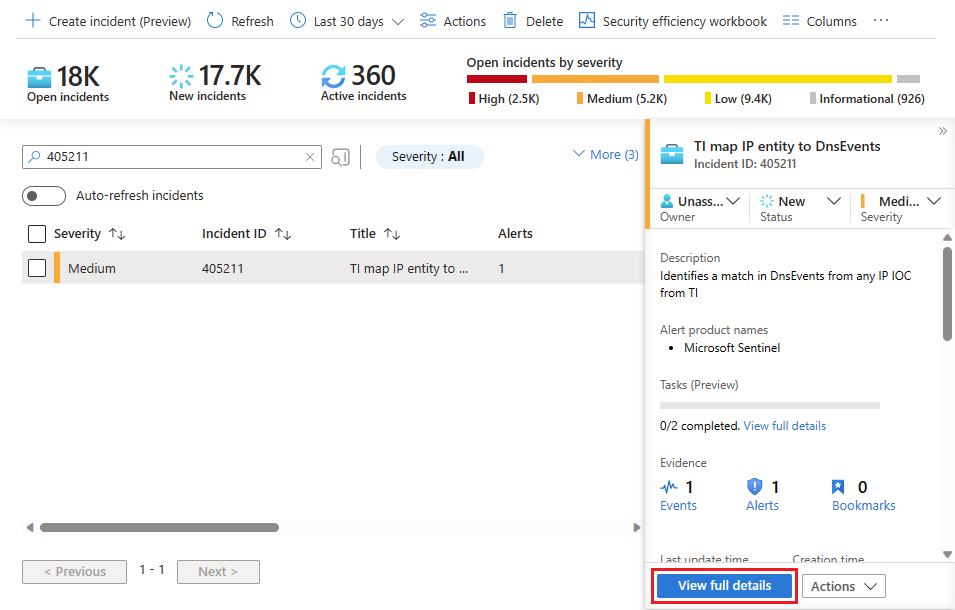 Create incident (Preview) Refresh Last 30 days Actions Delete Security efficiency workbook Columns ...
18K
Open incidents
17.7K
New incidents
360
Active incidents
Open incidents by severity
High (2.5K) Medium (5.2K) Low (9.4K) Informational (926)
405211
Severity : All
More (3)
Auto-refresh incidents
Severity Incident ID Title Alerts
Medium 405211 TI map IP entity to ... 1
< Previous 1 - 1 Next >
TI map IP entity to DnsEvents
Incident ID: 405211
Unass...
Owner
New
Status
Medi...
Severity
Description
Identifies a match in DnsEvents from any IP IOC
from TI
Alert product names
• Microsoft Sentinel
Tasks (Preview)
0/2 completed. View full details
Evidence
1
Events
1
Alerts
0
Bookmarks
Last update time Creation time
View full details Actions